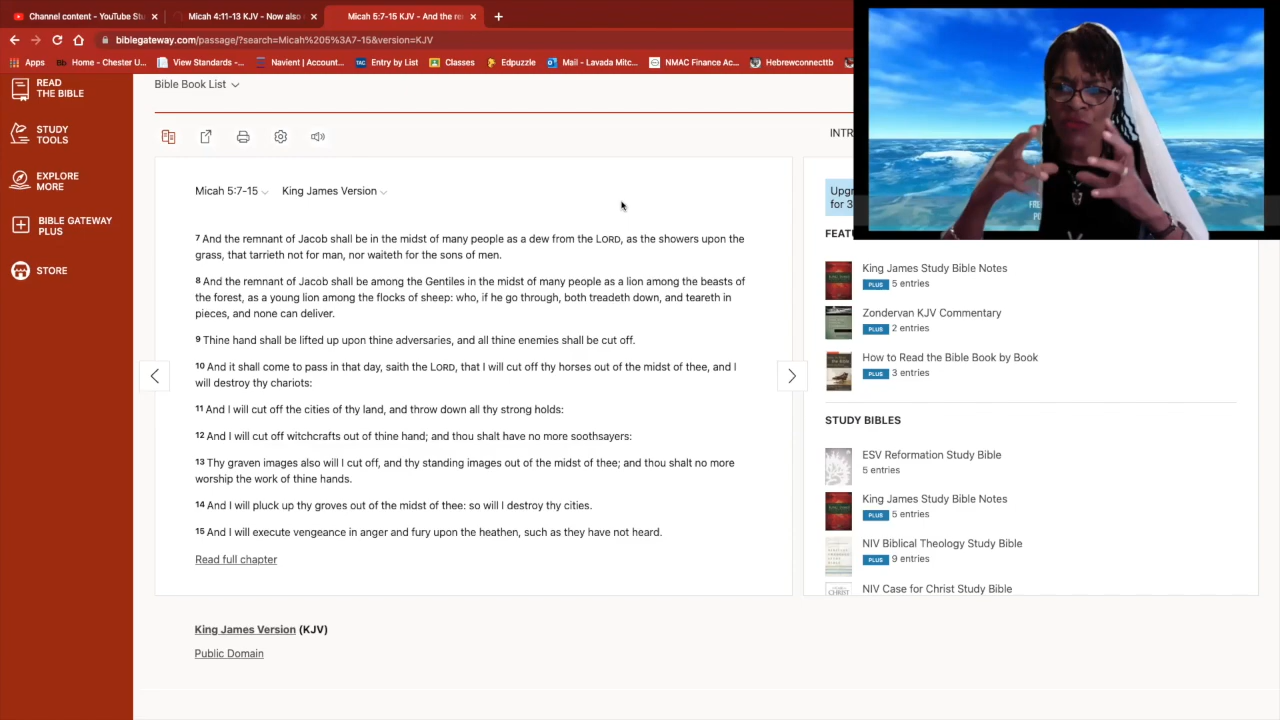 Channel content - YouTube Stu
Micah 4:11-13 KJV - Now also
Micah 5:7-15 KJV - And the re
biblegateway.com/passage/?search=Micah%205%3A7-15&version=KJV
Apps
Home - Chester U...
View Standards -...
Navient | Account...
TAC
Entry by List
Classes
Edpuzzle
Mail - Lavada Mitc...
NMAC Finance Ac...
Hebrewconnecttb
READ
THE BIBLE
STUDY
TOOLS
EXPLORE
MORE
BIBLE GATEWAY
PLUS
STORE
Bible Book List
Micah 5:7-15 King James Version
7 And the remnant of Jacob shall be in the midst of many people as a dew from the LORD, as the showers upon the
grass, that tarrieth not for man, nor waiteth for the sons of men.
8 And the remnant of Jacob shall be among the Gentiles in the midst of many people as a lion among the beasts of
the forest, as a young lion among the flocks of sheep: who, if he go through, both treadeth down, and teareth in
pieces, and none can deliver.
9 Thine hand shall be lifted up upon thine adversaries, and all thine enemies shall be cut off.
10 And it shall come to pass in that day, saith the LORD, that I will cut off thy horses out of the midst of thee, and I
will destroy thy chariots:
11 And I will cut off the cities of thy land, and throw down all thy strong holds:
12 And I will cut off witchcrafts out of thine hand; and thou shalt have no more soothsayers:
13 Thy graven images also will I cut off, and thy standing images out of the midst of thee; and thou shalt no more
worship the work of thine hands.
14 And I will pluck up thy groves out of the midst of thee: so will I destroy thy cities.
15 And I will execute vengeance in anger and fury upon the heathen, such as they have not heard.
Read full chapter
King James Version (KJV)
Public Domain
INTR
Upgr
for 3
FEAT
King James Study Bible Notes
PLUS 5 entries
Zondervan KJV Commentary
PLUS 2 entries
How to Read the Bible Book by Book
PLUS 3 entries
STUDY BIBLES
ESV Reformation Study Bible
5 entries
King James Study Bible Notes
PLUS 5 entries
NIV Biblical Theology Study Bible
PLUS 9 entries
NIV Case for Christ Study Bible